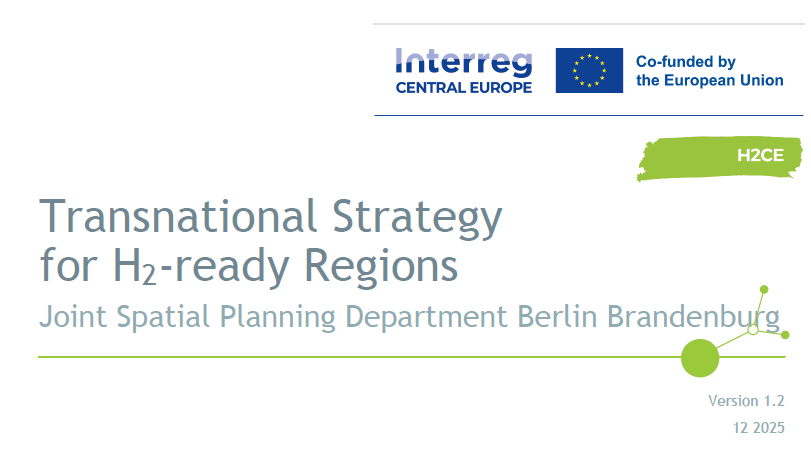 Interreg
CENTRAL EUROPE
Co-funded by
the European Union
H2CE
Transnational Strategy
for H₂-ready Regions
Joint Spatial Planning Department Berlin Brandenburg
Version 1.2
12 2025